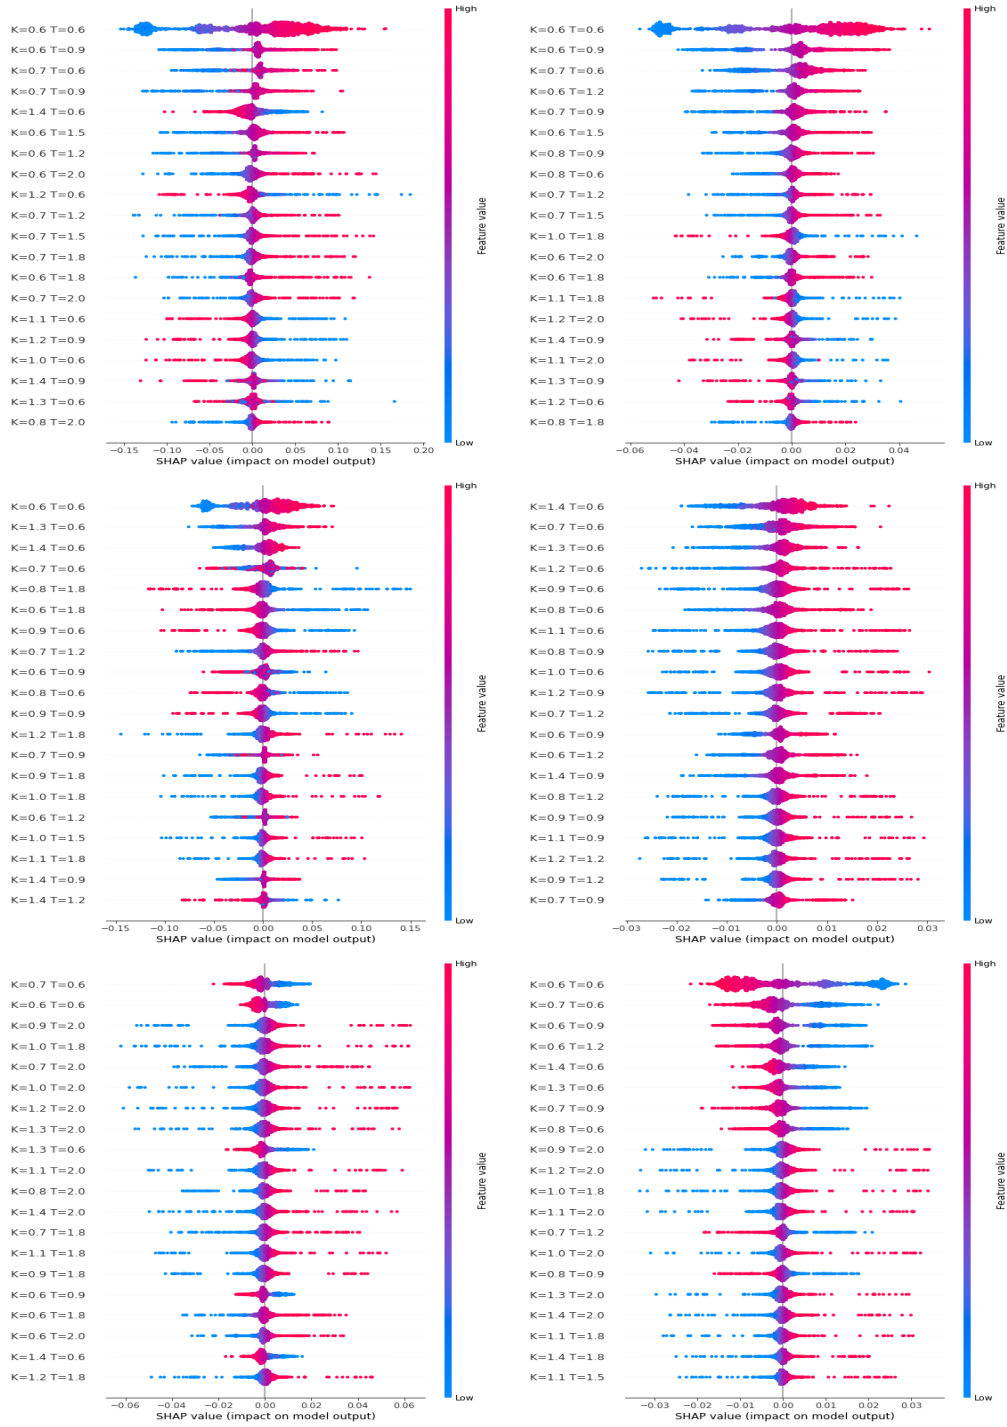 High
K=0.6 T=0.6
K=0.6 T=0.9
K=0.7 T=0.6
K=0.7 T=0.9
K=1.4 T=0.6
K=0.6 T=1.5
K=0.6 T=1.2
K=0.6 T=2.0
K=1.2 T=0.6
K=0.7 T=1.2
K=0.7 T=1.5
K=0.7 T=1.8
K=0.6 T=1.8
K=0.7 T=2.0
K=1.1 T=0.6
K=1.2 T=0.9
K=1.0 T=0.6
K=1.4 T=0.9
K=1.3 T=0.6
K=0.8 T=2.0
Feature value
Low
−0.15 −0.10 −0.05 0.00 0.05 0.10 0.15 0.20
SHAP value (impact on model output)
High
K=0.6 T=0.6
K=0.6 T=0.9
K=0.7 T=0.6
K=0.6 T=1.2
K=0.7 T=0.9
K=0.6 T=1.5
K=0.8 T=0.9
K=0.8 T=0.6
K=0.7 T=1.2
K=0.7 T=1.5
K=1.0 T=1.8
K=0.6 T=2.0
K=0.6 T=1.8
K=1.1 T=1.8
K=1.2 T=2.0
K=1.4 T=0.9
K=1.1 T=2.0
K=1.3 T=0.9
K=1.2 T=0.6
K=0.8 T=1.8
Feature value
Low
−0.06 −0.04 −0.02 0.00 0.02 0.04
SHAP value (impact on model output)
High
K=0.6 T=0.6
K=1.3 T=0.6
K=1.4 T=0.6
K=0.7 T=0.6
K=0.8 T=1.8
K=0.6 T=1.8
K=0.9 T=0.6
K=0.7 T=1.2
K=0.6 T=0.9
K=0.8 T=0.6
K=0.9 T=0.9
K=1.2 T=1.8
K=0.7 T=0.9
K=0.9 T=1.8
K=1.0 T=1.8
K=0.6 T=1.2
K=1.0 T=1.5
K=1.1 T=1.8
K=1.4 T=0.9
K=1.4 T=1.2
Feature value
Low
−0.15 −0.10 −0.05 0.00 0.05 0.10 0.15
SHAP value (impact on model output)
High
K=1.4 T=0.6
K=0.7 T=0.6
K=1.3 T=0.6
K=1.2 T=0.6
K=0.9 T=0.6
K=0.8 T=0.6
K=1.1 T=0.6
K=0.8 T=0.9
K=1.0 T=0.6
K=1.2 T=0.9
K=0.7 T=1.2
K=0.6 T=0.9
K=0.6 T=1.2
K=1.4 T=0.9
K=0.8 T=1.2
K=0.9 T=0.9
K=1.1 T=0.9
K=1.2 T=1.2
K=0.9 T=1.2
K=0.7 T=0.9
Feature value
Low
−0.03 −0.02 −0.01 0.00 0.01 0.02 0.03
SHAP value (impact on model output)
High
K=0.7 T=0.6
K=0.6 T=0.6
K=0.9 T=2.0
K=1.0 T=1.8
K=0.7 T=2.0
K=1.0 T=2.0
K=1.2 T=2.0
K=1.3 T=2.0
K=1.3 T=0.6
K=1.1 T=2.0
K=0.8 T=2.0
K=1.4 T=2.0
K=0.7 T=1.8
K=1.1 T=1.8
K=0.9 T=1.8
K=0.6 T=0.9
K=0.6 T=1.8
K=0.6 T=2.0
K=1.4 T=0.6
K=1.2 T=1.8
Feature value
Low
−0.06 −0.04 −0.02 0.00 0.02 0.04 0.06
SHAP value (impact on model output)
High
K=0.6 T=0.6
K=0.7 T=0.6
K=0.6 T=0.9
K=0.6 T=1.2
K=1.4 T=0.6
K=1.3 T=0.6
K=0.7 T=0.9
K=0.8 T=0.6
K=0.9 T=2.0
K=1.2 T=2.0
K=1.0 T=1.8
K=1.1 T=2.0
K=0.7 T=1.2
K=1.0 T=2.0
K=0.8 T=0.9
K=1.3 T=2.0
K=1.4 T=2.0
K=1.1 T=1.8
K=1.4 T=1.8
K=1.1 T=1.5
Feature value
Low
−0.03 −0.02 −0.01 0.00 0.01 0.02 0.03
SHAP value (impact on model output)